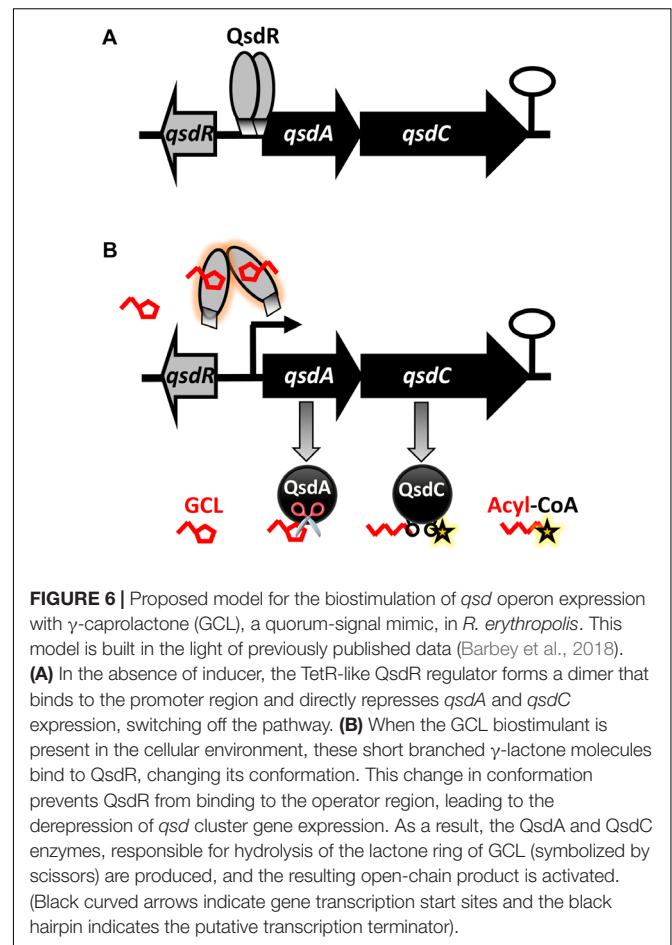 A
QsdR
qsdR
qsdA
qsdC
B
qsdR
qsdA
qsdC
GCL
QsdA
QsdC
Acyl-CoA
FIGURE 6 | Proposed model for the biostimulation of qsd operon expression
with γ-caprolactone (GCL), a quorum-signal mimic, in R. erythropolis. This
model is built in the light of previously published data (Barbey et al., 2018).
(A) In the absence of inducer, the TetR-like QsdR regulator forms a dimer that
binds to the promoter region and directly represses qsdA and qsdC
expression, switching off the pathway. (B) When the GCL biostimulant is
present in the cellular environment, these short branched γ-lactone molecules
bind to QsdR, changing its conformation. This change in conformation
prevents QsdR from binding to the operator region, leading to the
derepression of qsd cluster gene expression. As a result, the QsdA and QsdC
enzymes, responsible for hydrolysis of the lactone ring of GCL (symbolized by
scissors) are produced, and the resulting open-chain product is activated.
(Black curved arrows indicate gene transcription start sites and the black
hairpin indicates the putative transcription terminator).